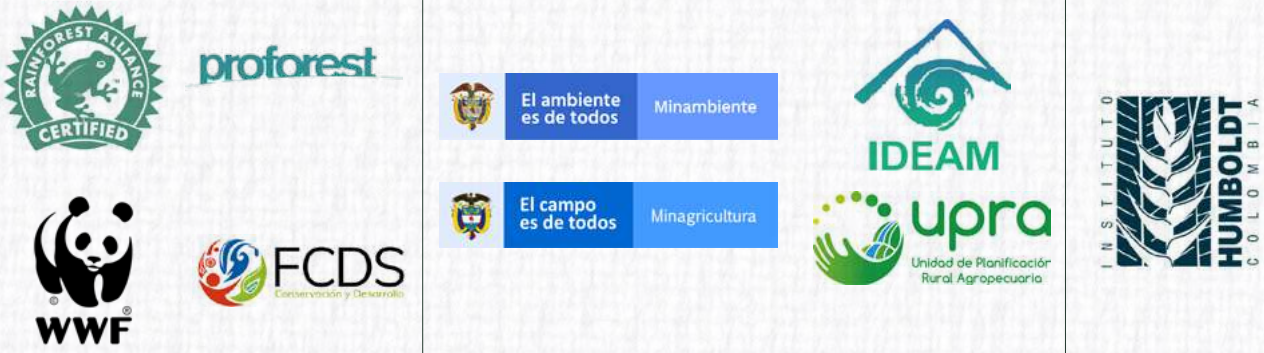 RAINFOREST ALLIANCE
CERTIFIED
proforest
©
WWF
®
FCDS
Conservación y Desarrollo
El ambiente
es de todos
Minambiente
El campo
es de todos
Minagricultura
IDEAM
upra
Unidad de Planificación
Rural Agropecuaria
INSTITUTO
HUMBOLDT
COLOMBIA